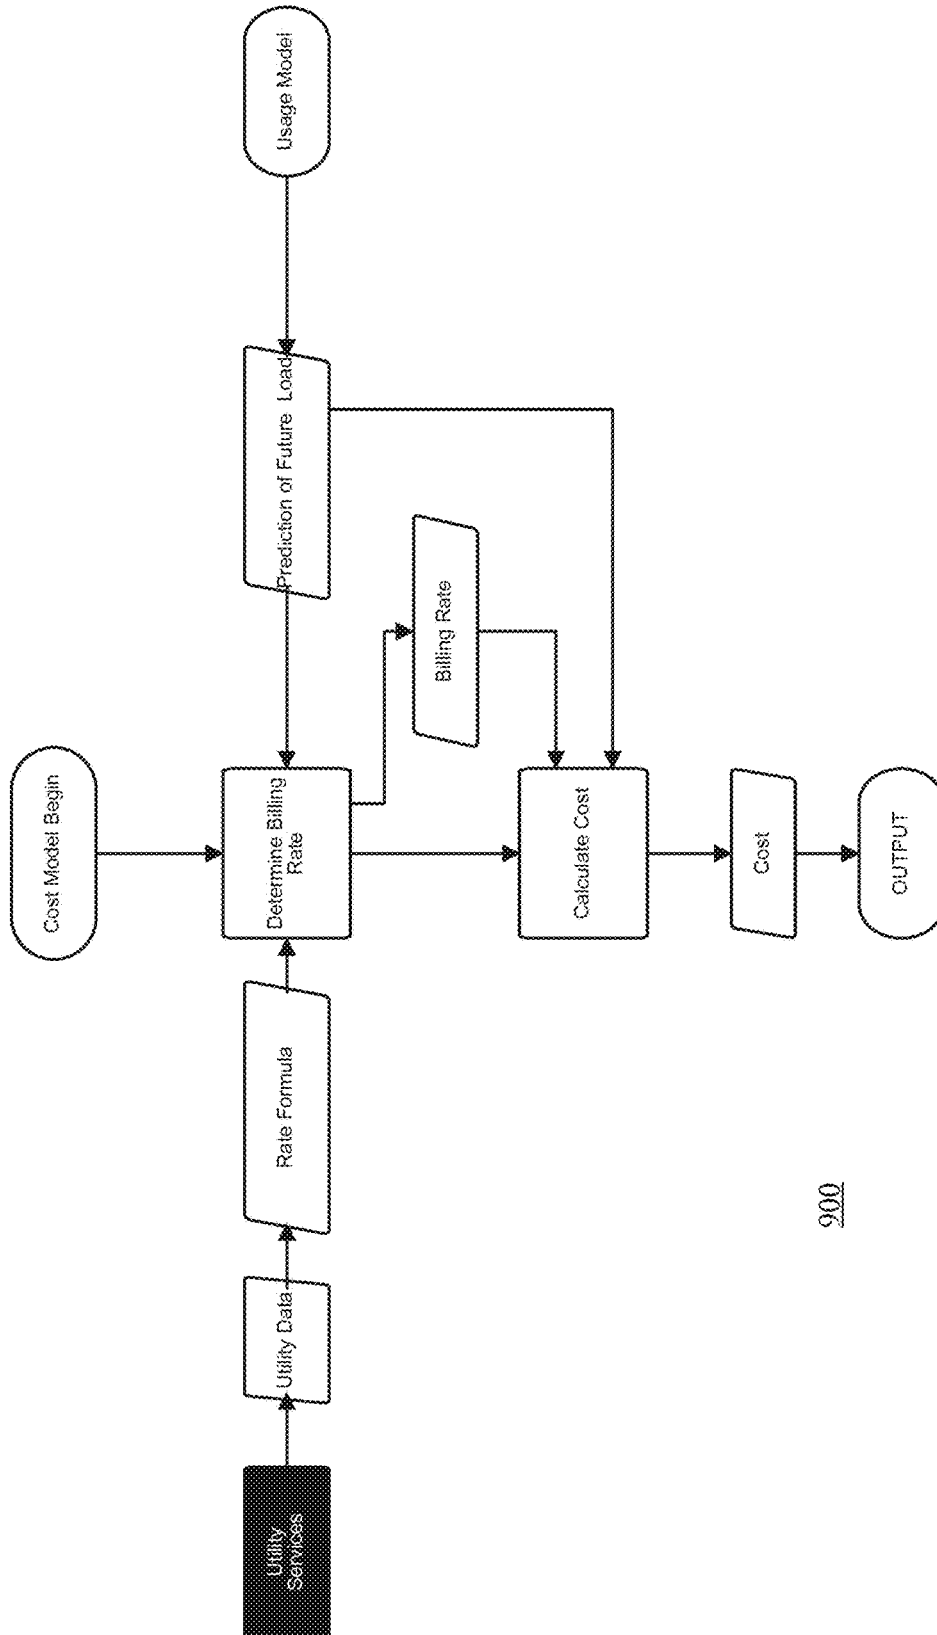 Cost Model Begin
Utility
Services
Utility Data
Rate Formula
Determine Billing
Rate
Prediction of Future Load
Usage Model
Billing Rate
Calculate Cost
Cost
OUTPUT
900